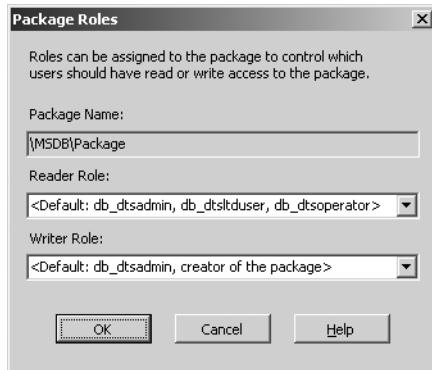 Package Roles
Roles can be assigned to the package to control which
users should have read or write access to the package.
Package Name:
\MSDB\Package
Reader Role:
<Default: db_dtsadmin, db_dtsltduser, db_dtsoperator>
Writer Role:
<Default: db_dtsadmin, creator of the package>
OK Cancel Help